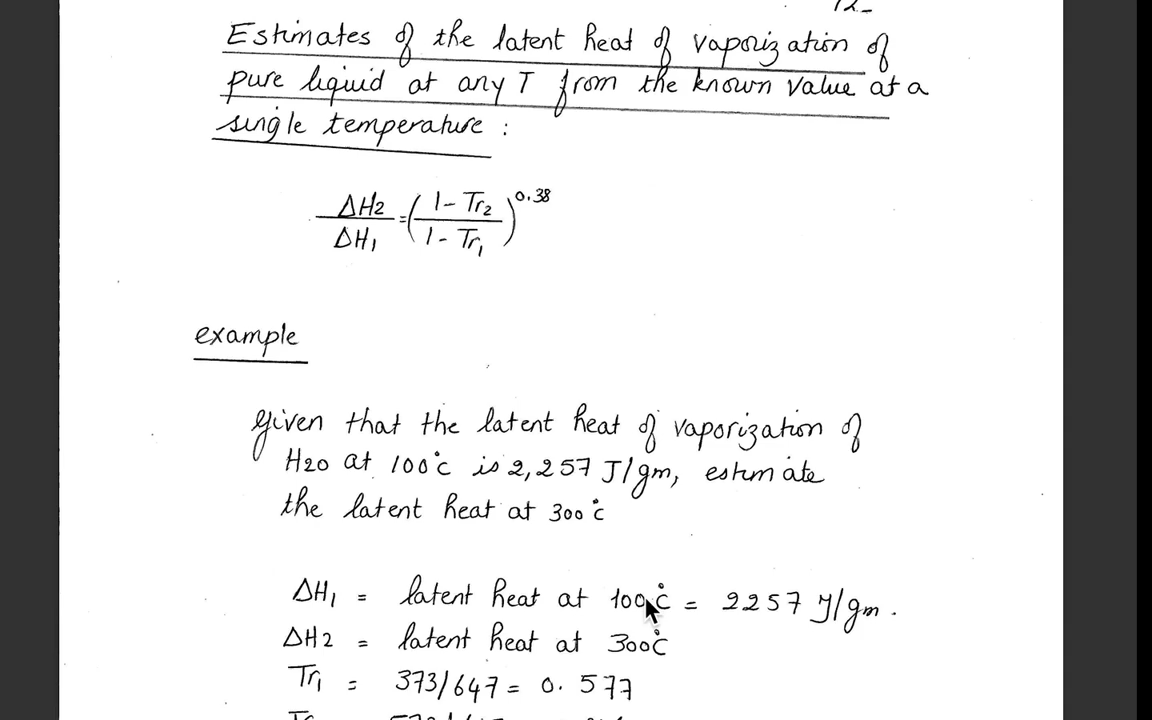 Estimates of the latent heat of vaporization of
pure liquid at any T from the known value at a
single temperature :
ΔH2 / ΔH1 = ( (1 - Tr2) / (1 - Tr1) )^0.38
example
given that the latent heat of vaporization of
H2O at 100°c is 2,257 J/gm, estimate
the latent heat at 300°c
ΔH1 = latent heat at 100°c = 2257 J/gm.
ΔH2 = latent heat at 300°c
Tr1 = 373/647 = 0.577